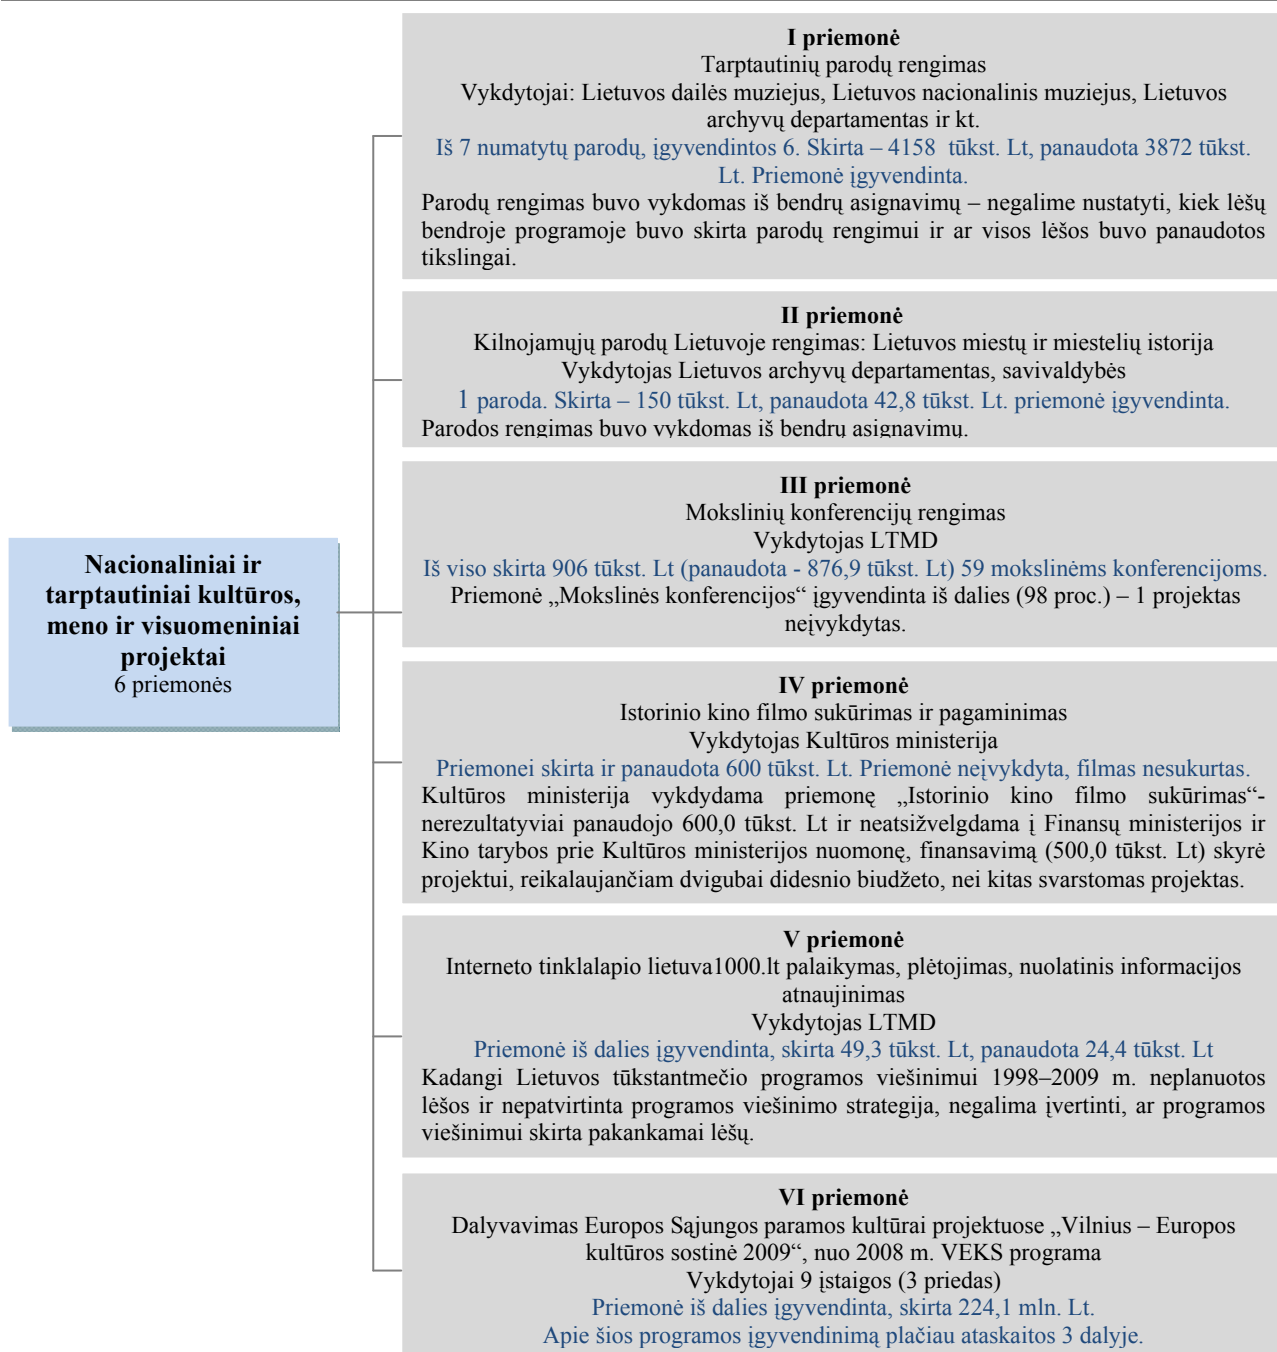 Nacionaliniai ir
tarptautiniai kultūros,
meno ir visuomeniniai
projektai
6 priemonės
I priemonė
Tarptautinių parodų rengimas
Vykdytojai: Lietuvos dailės muziejus, Lietuvos nacionalinis muziejus, Lietuvos
archyvų departamentas ir kt.
Iš 7 numatytų parodų, įgyvendintos 6. Skirta – 4158 tūkst. Lt, panaudota 3872 tūkst.
Lt. Priemonė įgyvendinta.
Parodų rengimas buvo vykdomas iš bendrų asignavimų – negalime nustatyti, kiek lėšų
bendroje programoje buvo skirta parodų rengimui ir ar visos lėšos buvo panaudotos
tikslingai.
II priemonė
Kilnojamųjų parodų Lietuvoje rengimas: Lietuvos miestų ir miestelių istorija
Vykdytojas Lietuvos archyvų departamentas, savivaldybės
1 paroda. Skirta – 150 tūkst. Lt, panaudota 42,8 tūkst. Lt. priemonė įgyvendinta.
Parodos rengimas buvo vykdomas iš bendrų asignavimų.
III priemonė
Mokslinių konferencijų rengimas
Vykdytojas LTMD
Iš viso skirta 906 tūkst. Lt (panaudota - 876,9 tūkst. Lt) 59 mokslinėms konferencijoms.
Priemonė „Mokslinės konferencijos“ įgyvendinta iš dalies (98 proc.) – 1 projektas
neįvykdytas.
IV priemonė
Istorinio kino filmo sukūrimas ir pagaminimas
Vykdytojas Kultūros ministerija
Priemonei skirta ir panaudota 600 tūkst. Lt. Priemonė neįvykdyta, filmas nesukurtas.
Kultūros ministerija vykdydama priemonę „Istorinio kino filmo sukūrimas“-
nerezultatyviai panaudojo 600,0 tūkst. Lt ir neatsižvelgdama į Finansų ministerijos ir
Kino tarybos prie Kultūros ministerijos nuomonę, finansavimą (500,0 tūkst. Lt) skyrė
projektui, reikalaujančiam dvigubai didesnio biudžeto, nei kitas svarstomas projektas.
V priemonė
Interneto tinklalapio lietuva1000.lt palaikymas, plėtojimas, nuolatinis informacijos
atnaujinimas
Vykdytojas LTMD
Priemonė iš dalies įgyvendinta, skirta 49,3 tūkst. Lt, panaudota 24,4 tūkst. Lt
Kadangi Lietuvos tūkstantmečio programos viešinimui 1998–2009 m. neplanuotos
lėšos ir nepatvirtinta programos viešinimo strategija, negalima įvertinti, ar programos
viešinimui skirta pakankamai lėšų.
VI priemonė
Dalyvavimas Europos Sąjungos paramos kultūrai projektuose „Vilnius – Europos
kultūros sostinė 2009“, nuo 2008 m. VEKS programa
Vykdytojai 9 įstaigos (3 priedas)
Priemonė iš dalies įgyvendinta, skirta 224,1 mln. Lt.
Apie šios programos įgyvendinimą plačiau ataskaitos 3 dalyje.